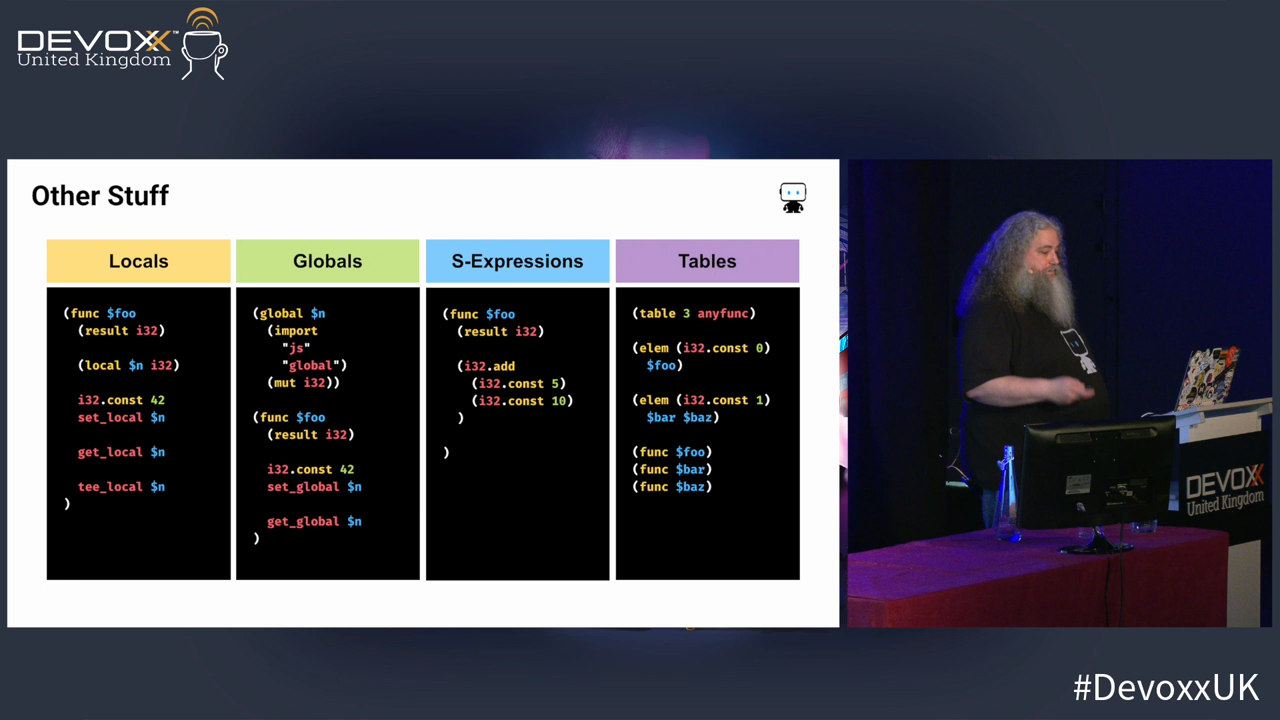 DEVOXX™
United Kingdom
Other Stuff
Locals
(func $foo
(result i32)
(local $n i32)
i32.const 42
set_local $n
get_local $n
tee_local $n
)
Globals
(global $n
(import
"js"
"global")
(mut i32))
(func $foo
(result i32)
i32.const 42
set_global $n
get_global $n
)
S-Expressions
(func $foo
(result i32)
(i32.add
(i32.const 5)
(i32.const 10)
)
)
Tables
(table 3 anyfunc)
(elem (i32.const 0)
$foo)
(elem (i32.const 1)
$bar $baz)
(func $foo)
(func $bar)
(func $baz)
DEVOXX
United Kingdom
#DevoxxUK